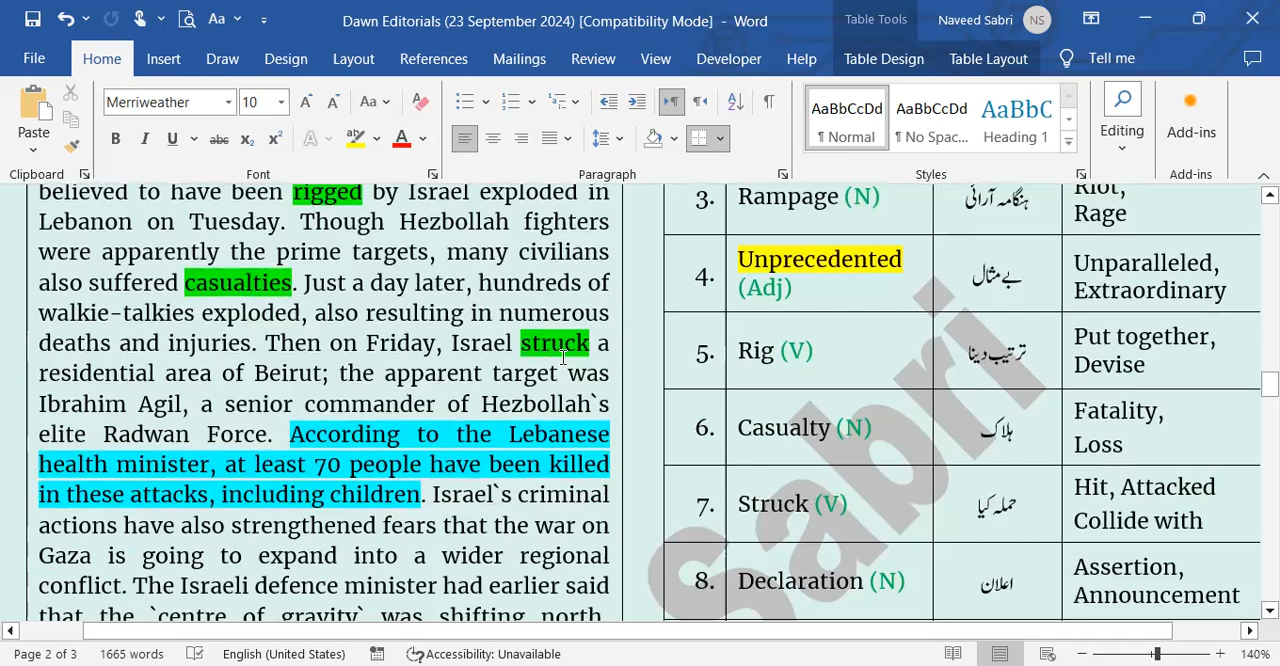 Dawn Editorials (23 September 2024) [Compatibility Mode] - Word
Table Tools
Naveed Sabri
NS
File
Home
Insert
Draw
Design
Layout
References
Mailings
Review
View
Developer
Help
Table Design
Table Layout
Tell me
Paste
Merriweather
10
AaBbCcDd
¶ Normal
AaBbCcDd
¶ No Spac...
AaBbC
Heading 1
Editing
Add-ins
Clipboard
Font
Paragraph
Styles
Add-ins
believed to have been rigged by Israel exploded in
Lebanon on Tuesday. Though Hezbollah fighters
were apparently the prime targets, many civilians
also suffered casualties. Just a day later, hundreds of
walkie-talkies exploded, also resulting in numerous
deaths and injuries. Then on Friday, Israel struck a
residential area of Beirut; the apparent target was
Ibrahim Agil, a senior commander of Hezbollah`s
elite Radwan Force. According to the Lebanese
health minister, at least 70 people have been killed
in these attacks, including children. Israel`s criminal
actions have also strengthened fears that the war on
Gaza is going to expand into a wider regional
conflict. The Israeli defence minister had earlier said
that the `centre of gravity` was shifting north,
3. Rampage (N) ہنگامہ آرائی Riot,
Rage
4. Unprecedented (Adj) بے مثال Unparalleled,
Extraordinary
5. Rig (V) ترتیب دینا Put together,
Devise
6. Casualty (N) ہلاک Fatality,
Loss
7. Struck (V) حملہ کیا Hit, Attacked
Collide with
8. Declaration (N) اعلان Assertion,
Announcement
Sabri
Page 2 of 3
1665 words
English (United States)
Accessibility: Unavailable
140%